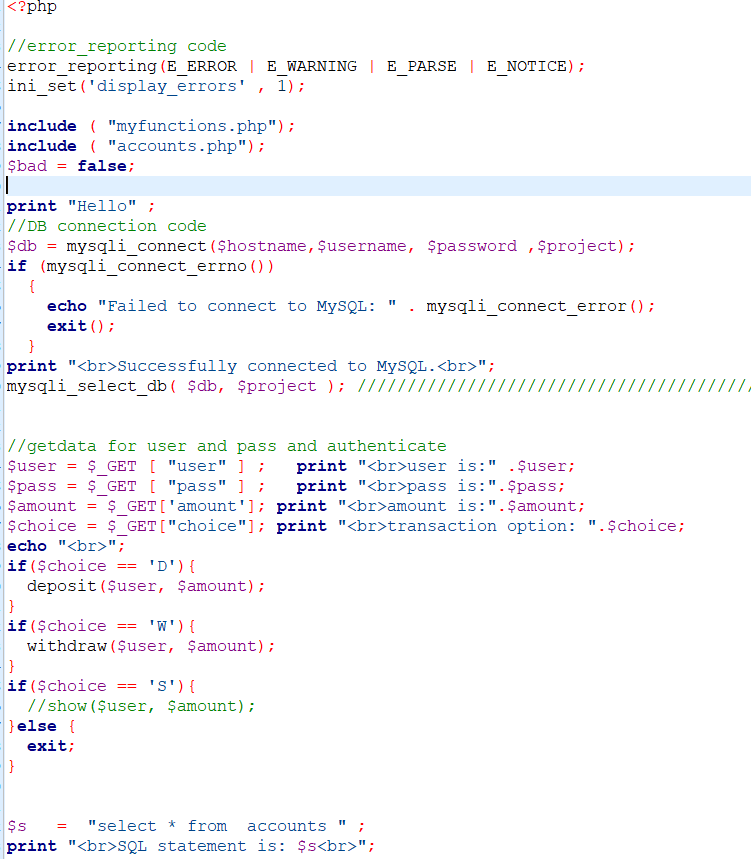 <?php
//error_reporting code
error_reporting(E_ERROR | E_WARNING | E_PARSE | E_NOTICE);
ini_set('display_errors' , 1);
include ( "myfunctions.php");
include ( "accounts.php");
$bad = false;
print "Hello" ;
//DB connection code
$db = mysqli_connect($hostname,$username, $password ,$project);
if (mysqli_connect_errno())
  {
    echo "Failed to connect to MySQL: " . mysqli_connect_error();
    exit();
  }
print "<br>Successfully connected to MySQL.<br>";
mysqli_select_db( $db, $project ); ///////////////////////////////////////
//getdata for user and pass and authenticate
$user = $_GET [ "user" ] ;   print "<br>user is:" .$user;
$pass = $_GET [ "pass" ] ;   print "<br>pass is:".$pass;
$amount = $_GET['amount']; print "<br>amount is:".$amount;
$choice = $_GET["choice"]; print "<br>transaction option: ".$choice;
echo "<br>";
if($choice == 'D'){
  deposit($user, $amount);
}
if($choice == 'W'){
  withdraw($user, $amount);
}
if($choice == 'S'){
  //show($user, $amount);
}else {
  exit;
}
$s   =  "select * from  accounts " ;
print "<br>SQL statement is: $s<br>";